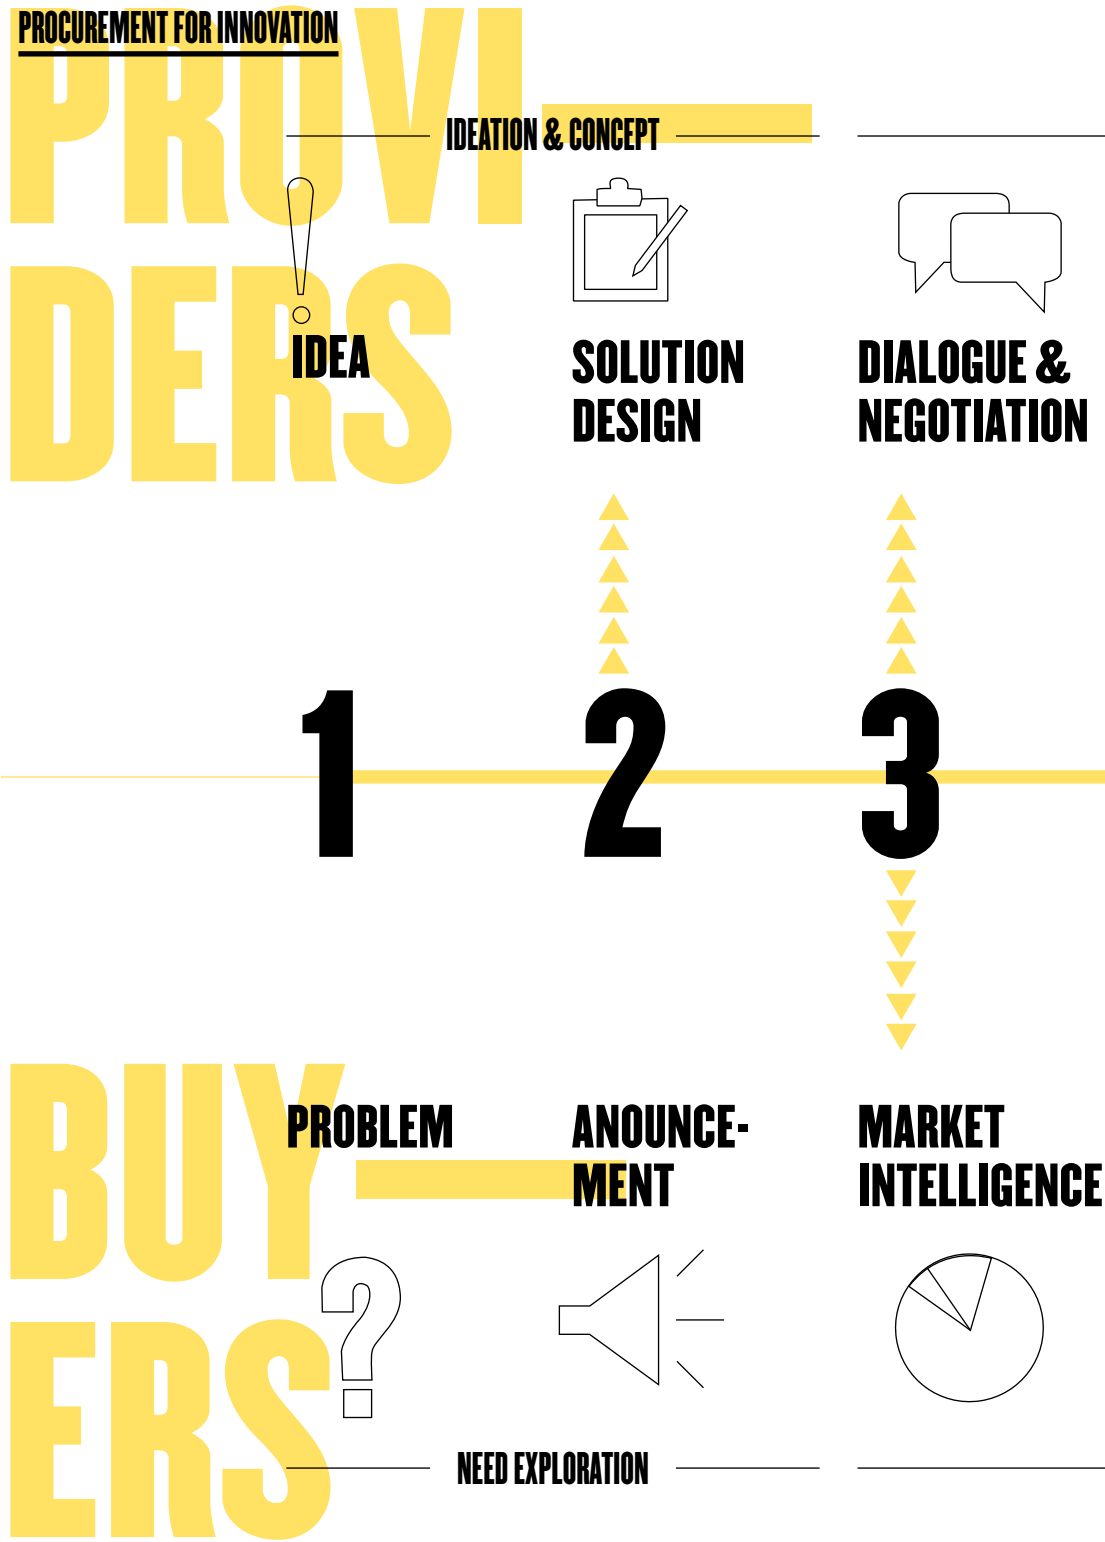 PROCUREMENT FOR INNOVATION
PROVI
DERS
IDEATION & CONCEPT
IDEA
SOLUTION
DESIGN
DIALOGUE &
NEGOTIATION
1
2
3
BUY
ERS
PROBLEM
ANOUNCE-
MENT
MARKET
INTELLIGENCE
NEED EXPLORATION